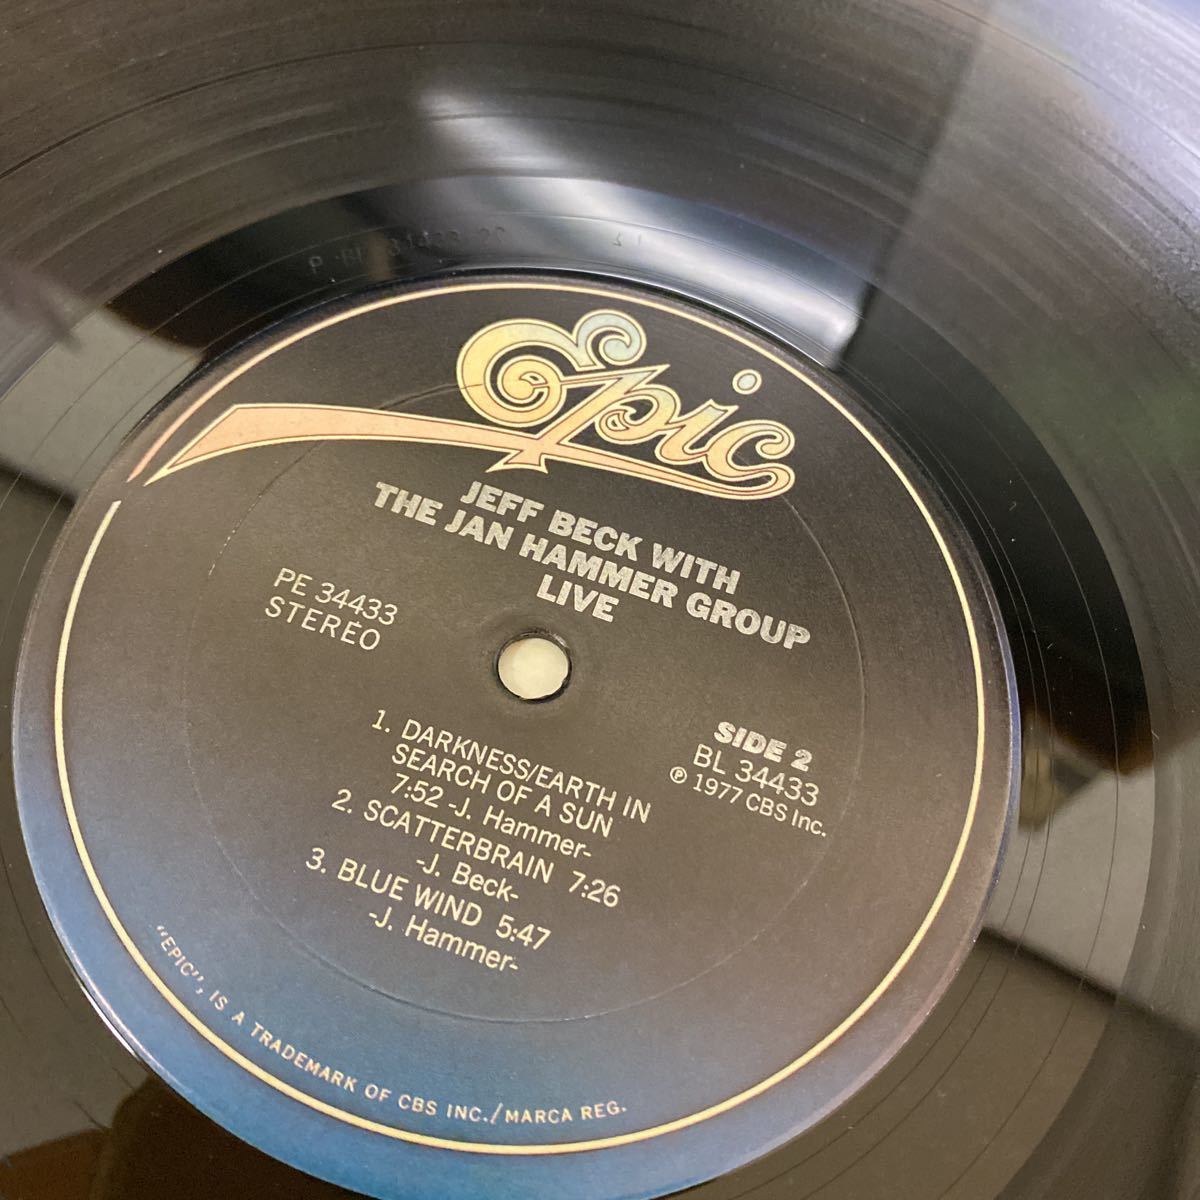 Epic
JEFF BECK WITH
THE JAN HAMMER GROUP
LIVE
PE 34433
STEREO
SIDE 2
BL 34433
℗ 1977 CBS Inc.
1. DARKNESS/EARTH IN
SEARCH OF A SUN
7:52 -J. Hammer-
2. SCATTERBRAIN 7:26
-J. Beck-
3. BLUE WIND 5:47
-J. Hammer-
"EPIC", IS A TRADEMARK OF CBS INC./MARCA REG.